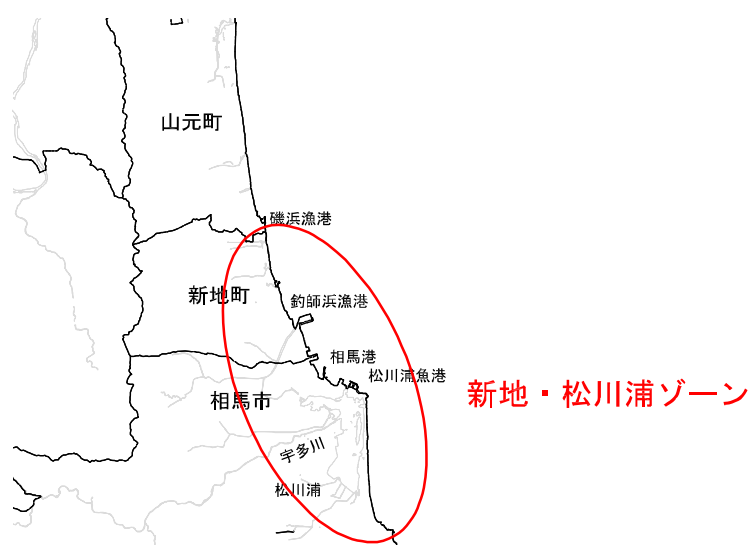 山元町
磯浜漁港
新地町
釣師浜漁港
相馬港
松川浦魚港
新地・松川浦ゾーン
相馬市
宇多川
松川浦